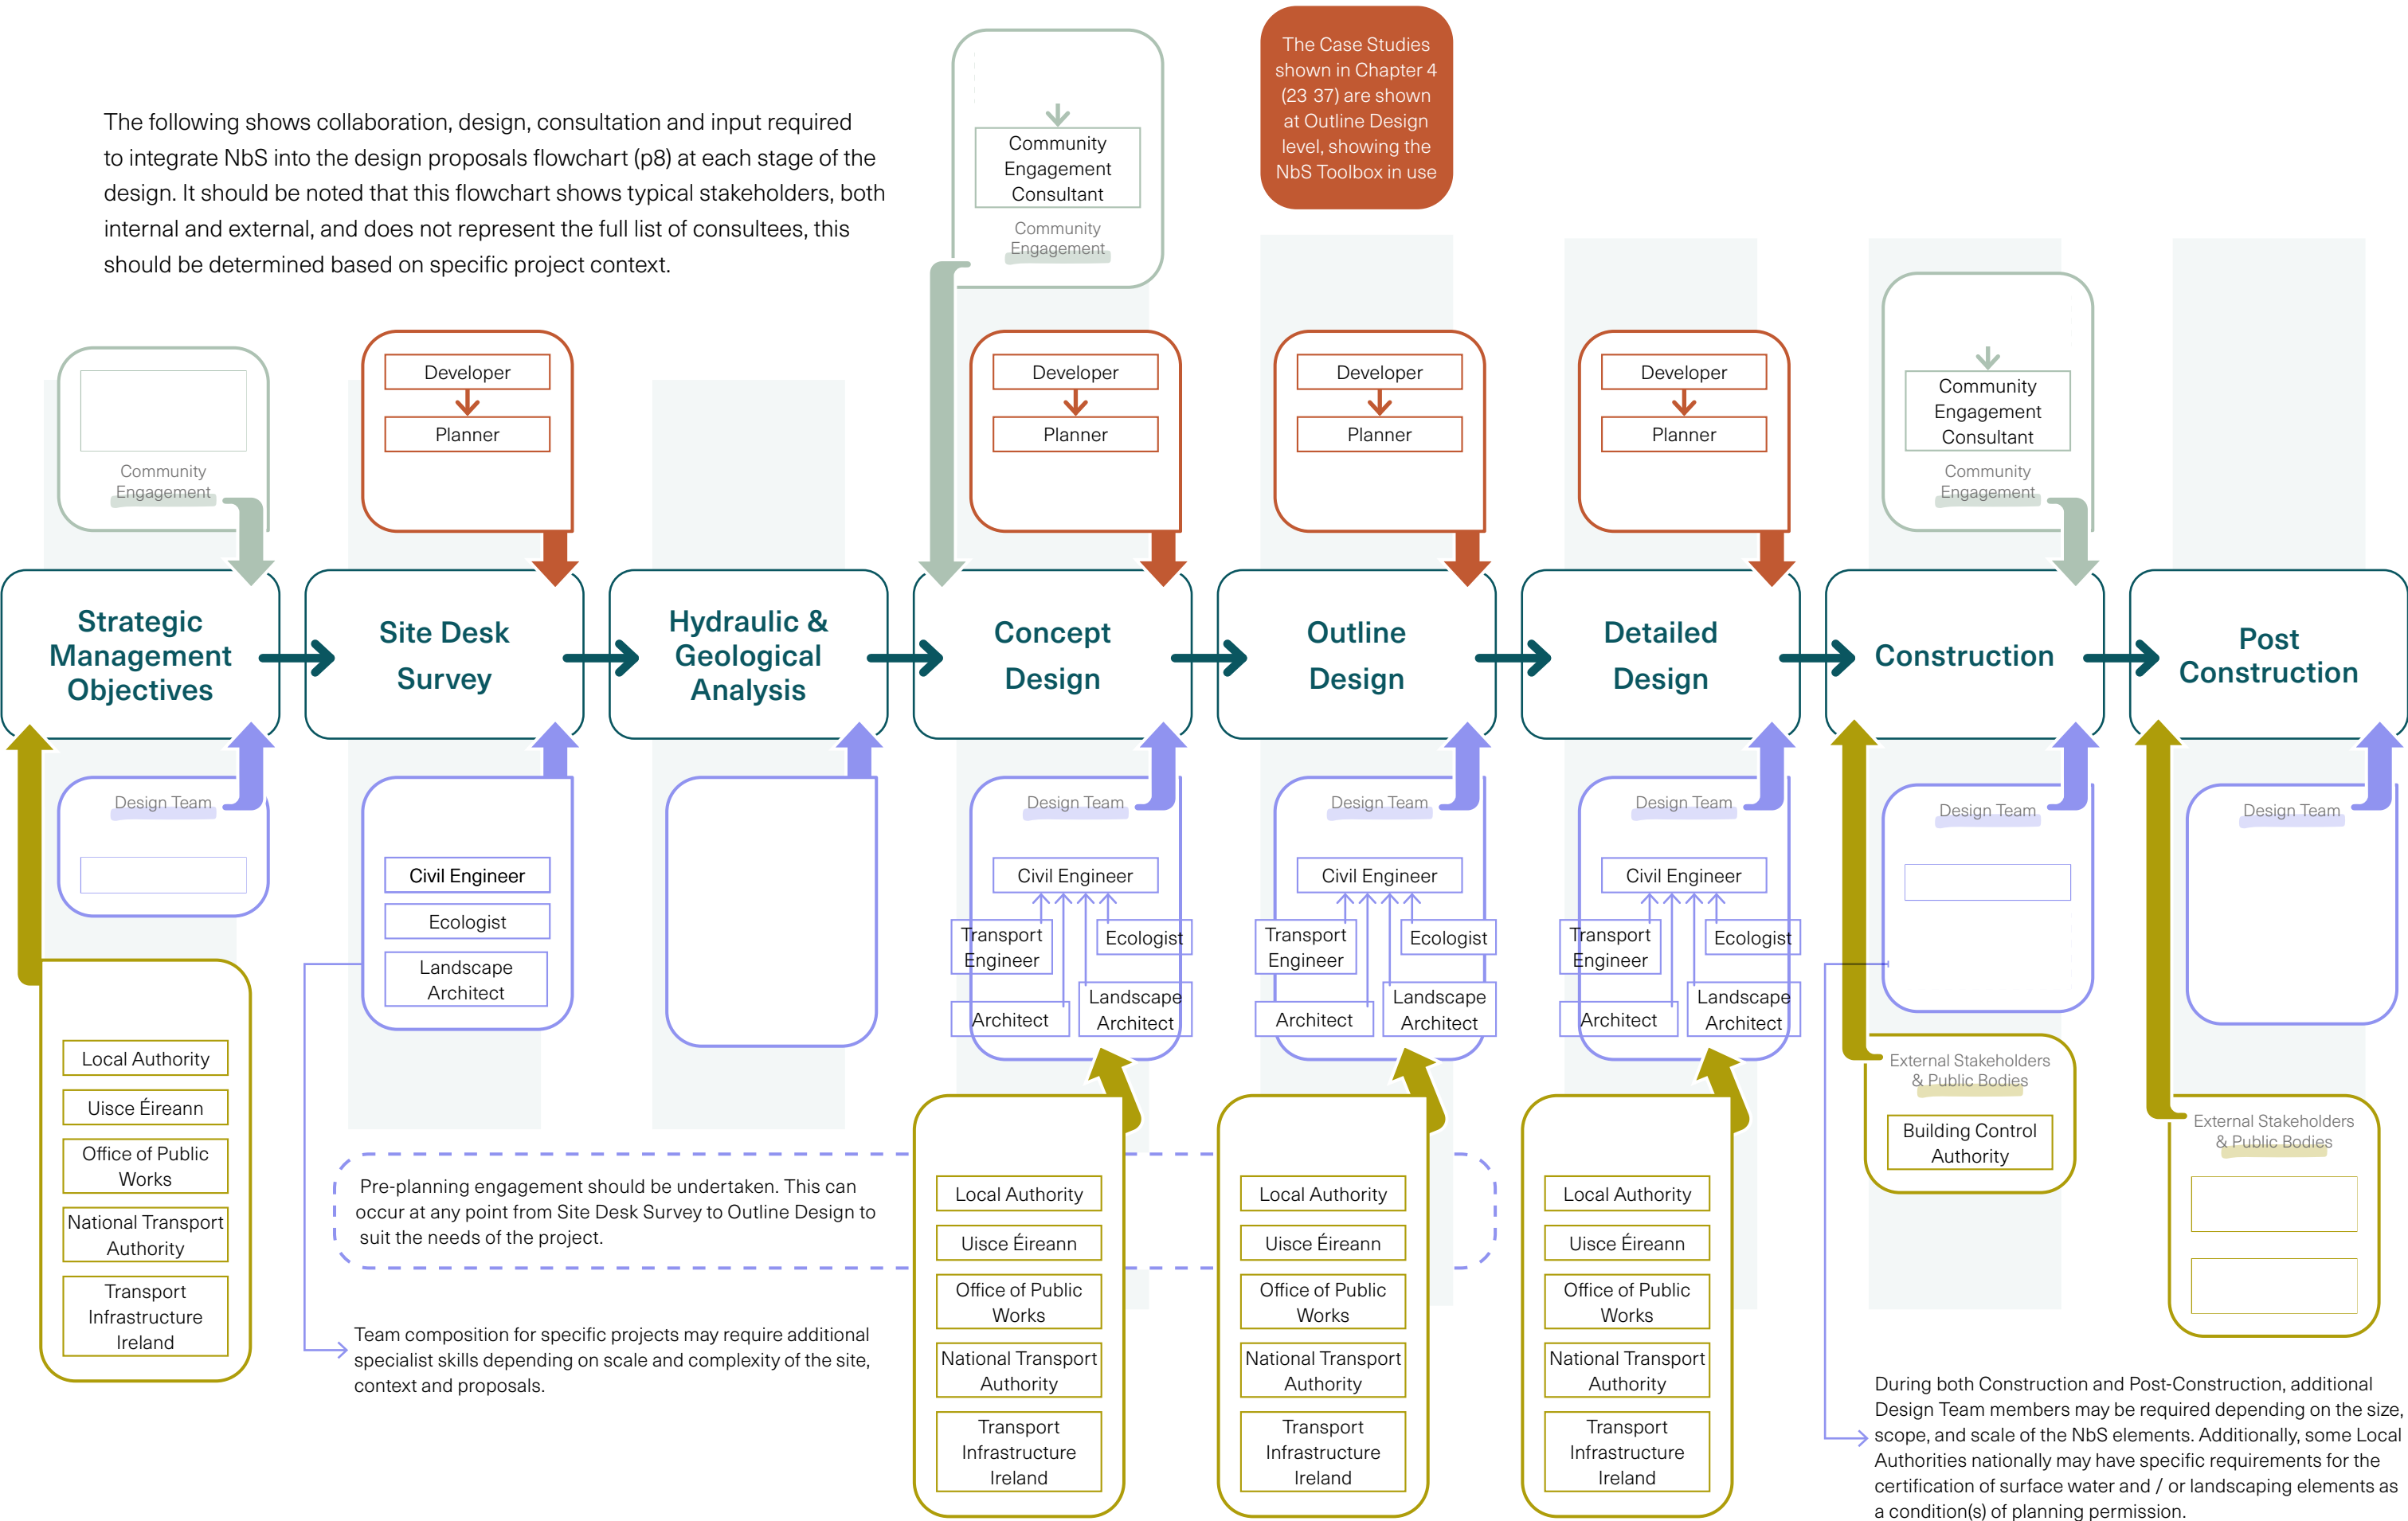 The following shows collaboration, design, consultation and input required
to integrate NbS into the design proposals flowchart (p8) at each stage of the
design. It should be noted that this flowchart shows typical stakeholders, both
internal and external, and does not represent the full list of consultees, this
should be determined based on specific project context.
Community
Engagement
Consultant
Community
Engagement
The Case Studies
shown in Chapter 4
(23 37) are shown
at Outline Design
level, showing the
NbS Toolbox in use
Community
Engagement
Developer
Planner
Developer
Planner
Developer
Planner
Developer
Planner
Community
Engagement
Consultant
Community
Engagement
Strategic
Management
Objectives
Site Desk
Survey
Hydraulic &
Geological
Analysis
Concept
Design
Outline
Design
Detailed
Design
Construction
Post
Construction
Design Team
Local Authority
Uisce Éireann
Office of Public
Works
National Transport
Authority
Transport
Infrastructure
Ireland
Civil Engineer
Ecologist
Landscape
Architect
Design Team
Civil Engineer
Transport
Engineer
Ecologist
Architect
Landscape
Architect
Design Team
Civil Engineer
Transport
Engineer
Ecologist
Architect
Landscape
Architect
Design Team
Civil Engineer
Transport
Engineer
Ecologist
Architect
Landscape
Architect
Design Team
External Stakeholders
& Public Bodies
Building Control
Authority
Design Team
External Stakeholders
& Public Bodies
Pre-planning engagement should be undertaken. This can
occur at any point from Site Desk Survey to Outline Design to
suit the needs of the project.
Team composition for specific projects may require additional
specialist skills depending on scale and complexity of the site,
context and proposals.
Local Authority
Uisce Éireann
Office of Public
Works
National Transport
Authority
Transport
Infrastructure
Ireland
Local Authority
Uisce Éireann
Office of Public
Works
National Transport
Authority
Transport
Infrastructure
Ireland
Local Authority
Uisce Éireann
Office of Public
Works
National Transport
Authority
Transport
Infrastructure
Ireland
During both Construction and Post-Construction, additional
Design Team members may be required depending on the size,
scope, and scale of the NbS elements. Additionally, some Local
Authorities nationally may have specific requirements for the
certification of surface water and / or landscaping elements as
a condition(s) of planning permission.